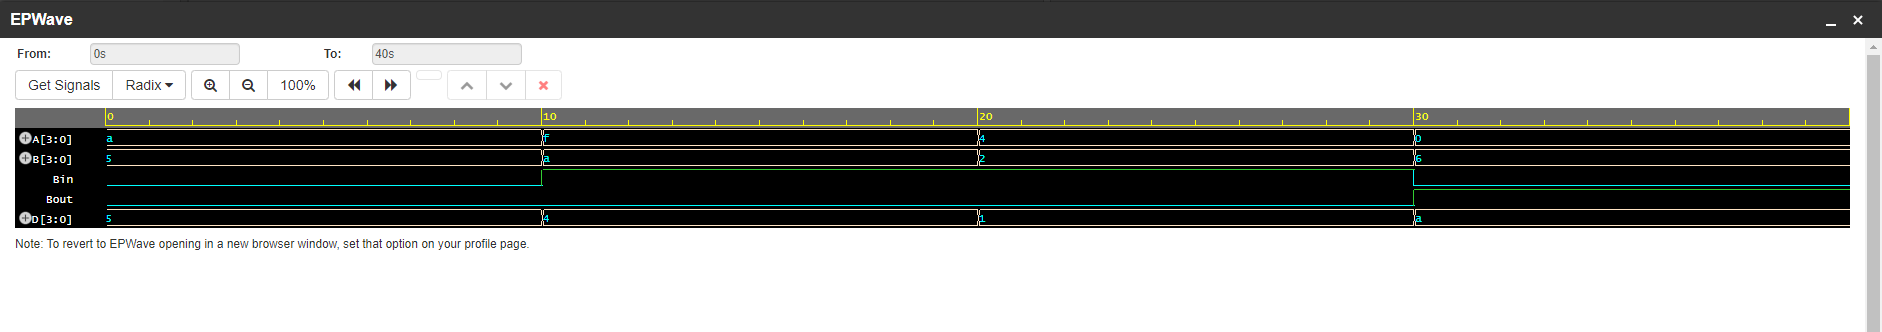 EPWave
From: 0s To: 40s
Get Signals Radix 100%
0 10 20 30
A[3:0] a f 4 0
B[3:0] 5 a 2 6
Bin
Bout
D[3:0] 5 4 1 a
Note: To revert to EPWave opening in a new browser window, set that option on your profile page.